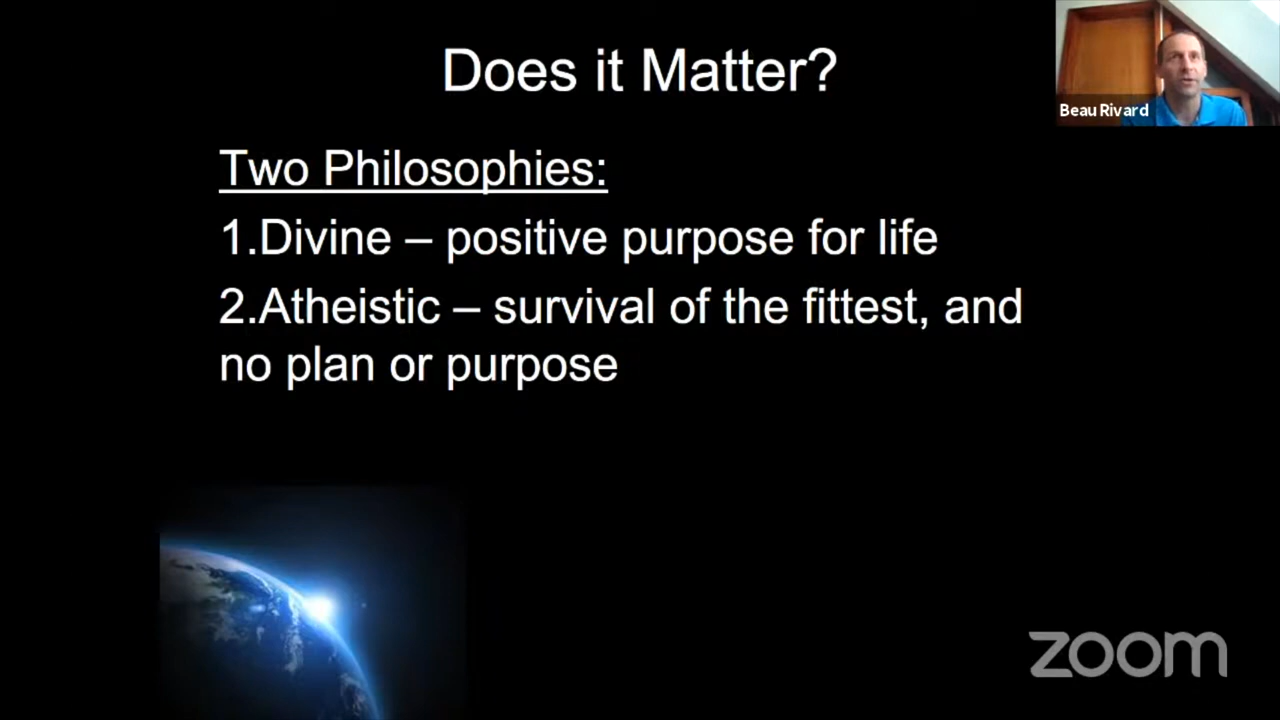 Does it Matter?
Beau Rivard
Two Philosophies:
1.Divine – positive purpose for life
2.Atheistic – survival of the fittest, and
no plan or purpose
zoom